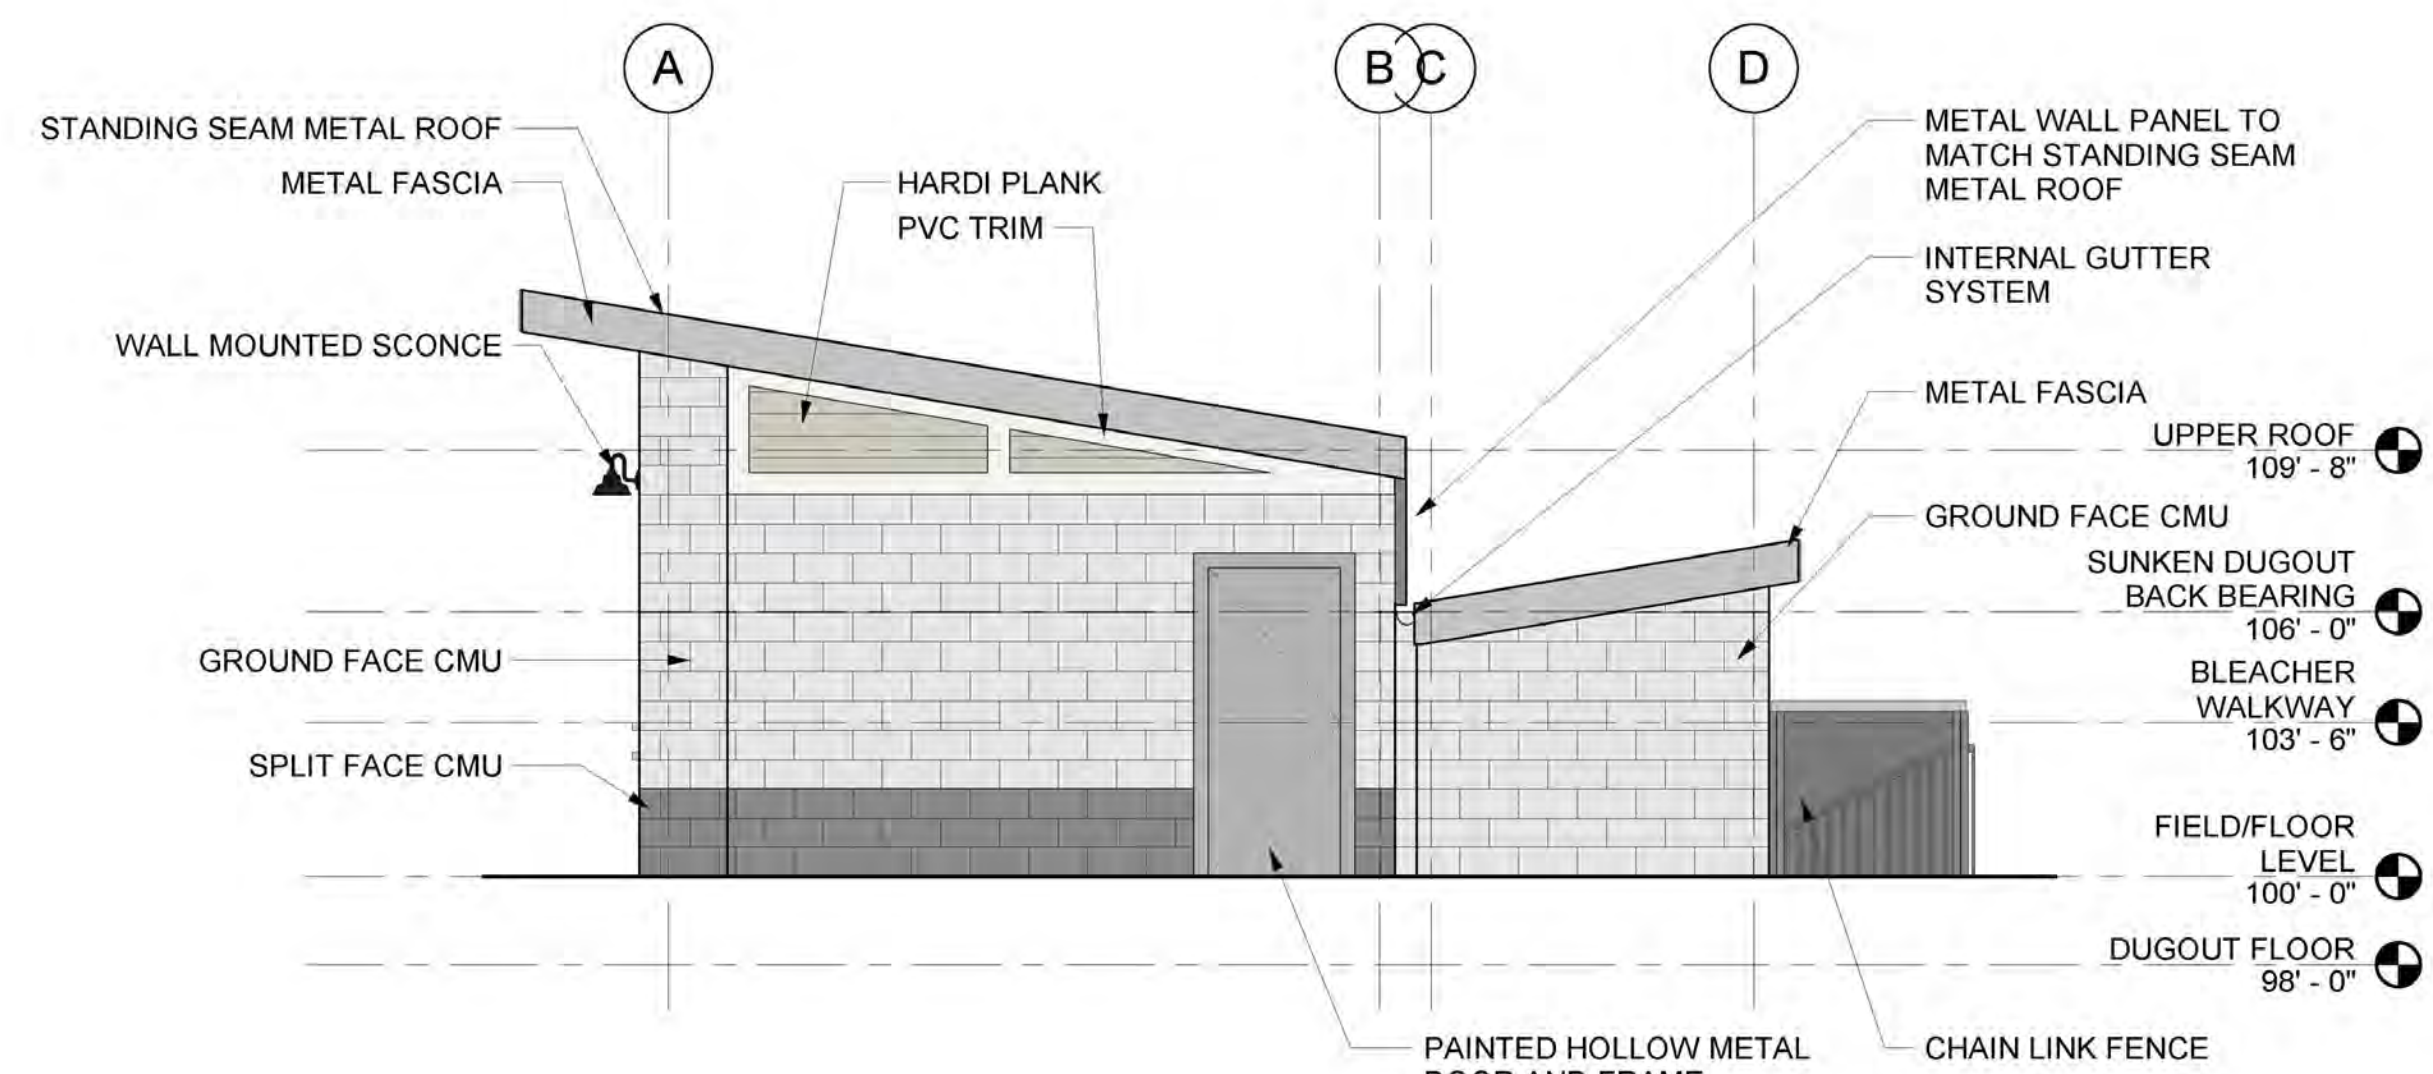 A
B
C
D
STANDING SEAM METAL ROOF
METAL FASCIA
WALL MOUNTED SCONCE
GROUND FACE CMU
SPLIT FACE CMU
HARDI PLANK
PVC TRIM
METAL WALL PANEL TO
MATCH STANDING SEAM
METAL ROOF
INTERNAL GUTTER
SYSTEM
METAL FASCIA
UPPER ROOF
109' - 8"
GROUND FACE CMU
SUNKEN DUGOUT
BACK BEARING
106' - 0"
BLEACHER
WALKWAY
103' - 6"
FIELD/FLOOR
LEVEL
100' - 0"
DUGOUT FLOOR
98' - 0"
PAINTED HOLLOW METAL
DOOR AND FRAME
CHAIN LINK FENCE